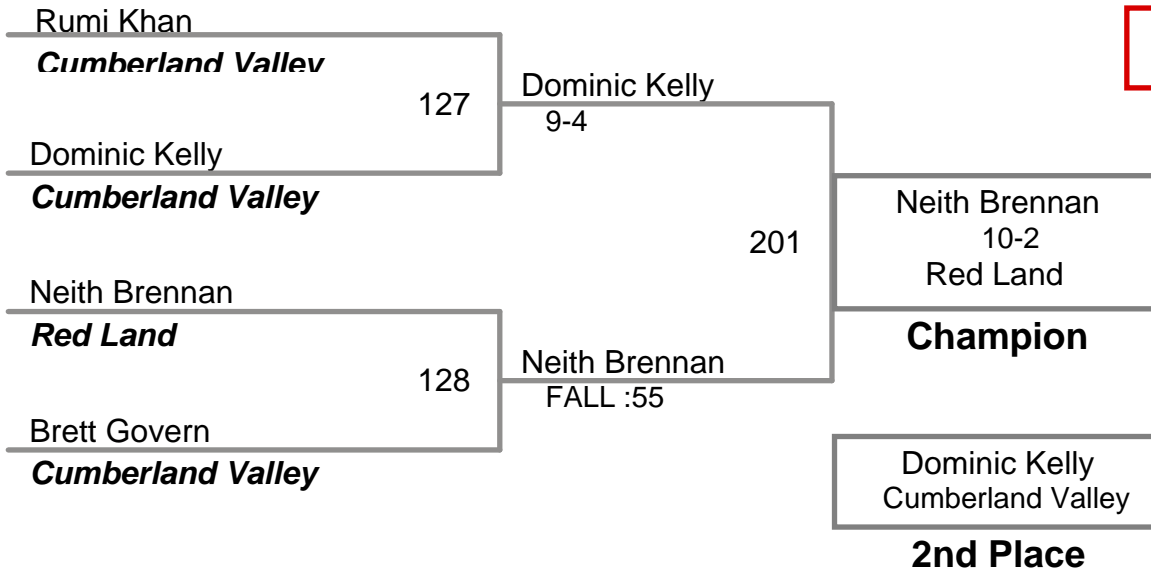 Rumi Khan
Cumberland Valley
127
Dominic Kelly
9-4
Dominic Kelly
Cumberland Valley
201
Neith Brennan
10-2
Red Land
Champion
Neith Brennan
Red Land
128
Neith Brennan
FALL :55
Brett Govern
Cumberland Valley
Dominic Kelly
Cumberland Valley
2nd Place